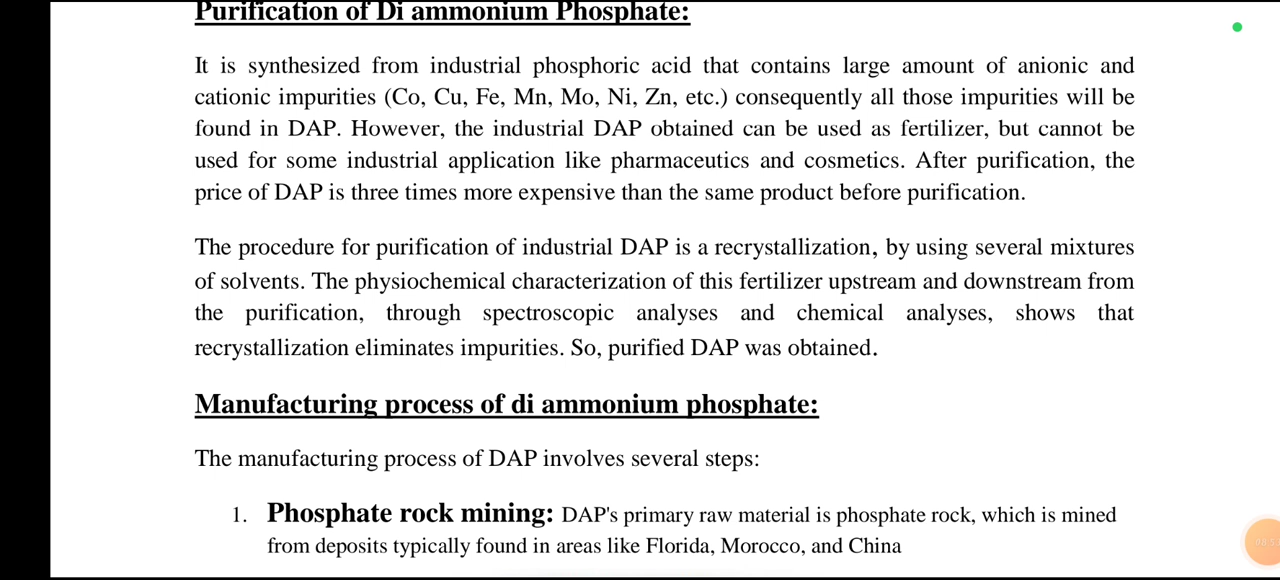 Purification of Di ammonium Phosphate:
It is synthesized from industrial phosphoric acid that contains large amount of anionic and
cationic impurities (Co, Cu, Fe, Mn, Mo, Ni, Zn, etc.) consequently all those impurities will be
found in DAP. However, the industrial DAP obtained can be used as fertilizer, but cannot be
used for some industrial application like pharmaceutics and cosmetics. After purification, the
price of DAP is three times more expensive than the same product before purification.
The procedure for purification of industrial DAP is a recrystallization, by using several mixtures
of solvents. The physiochemical characterization of this fertilizer upstream and downstream from
the purification, through spectroscopic analyses and chemical analyses, shows that
recrystallization eliminates impurities. So, purified DAP was obtained.
Manufacturing process of di ammonium phosphate:
The manufacturing process of DAP involves several steps:
1. Phosphate rock mining: DAP's primary raw material is phosphate rock, which is mined
from deposits typically found in areas like Florida, Morocco, and China